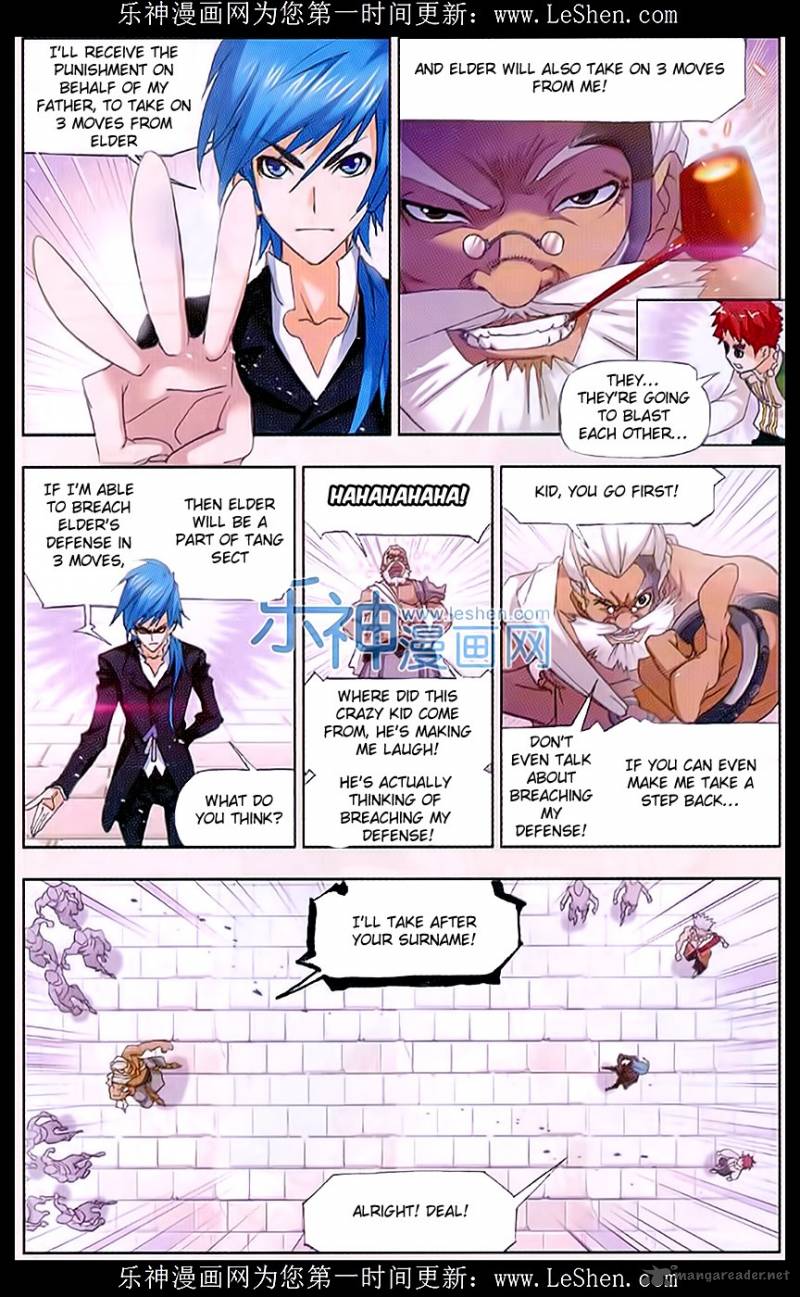 乐神漫画网为您第一时间更新: www.LeShen.com
I'LL RECEIVE
THE
PUNISHMENT ON
BEHALF OF MY
FATHER, TO TAKE ON
3 MOVES FROM
ELDER
AND ELDER WILL ALSO TAKE ON 3 MOVES
FROM ME!
THEY...
THEY'RE GOING
TO BLAST
EACH OTHER...
IF I'M ABLE
TO BREACH
ELDER'S
DEFENSE IN
3 MOVES,
THEN ELDER
WILL BE A
PART OF TANG
SECT
WHAT DO
YOU THINK?
HAHAHAHAHA!
WHERE DID THIS
CRAZY KID COME
FROM, HE'S MAKING
ME LAUGH!
HE'S ACTUALLY
THINKING OF
BREACHING MY
DEFENSE!
KID, YOU GO FIRST!
DON'T
EVEN TALK
ABOUT
BREACHING
MY
DEFENSE!
IF YOU CAN EVEN
MAKE ME TAKE A
STEP BACK...
乐神漫画网
www.leshen.com
I'LL TAKE AFTER
YOUR SURNAME!
ALRIGHT! DEAL!
乐神漫画网为您第一时间更新: www.LeShen.com
mangareader.net